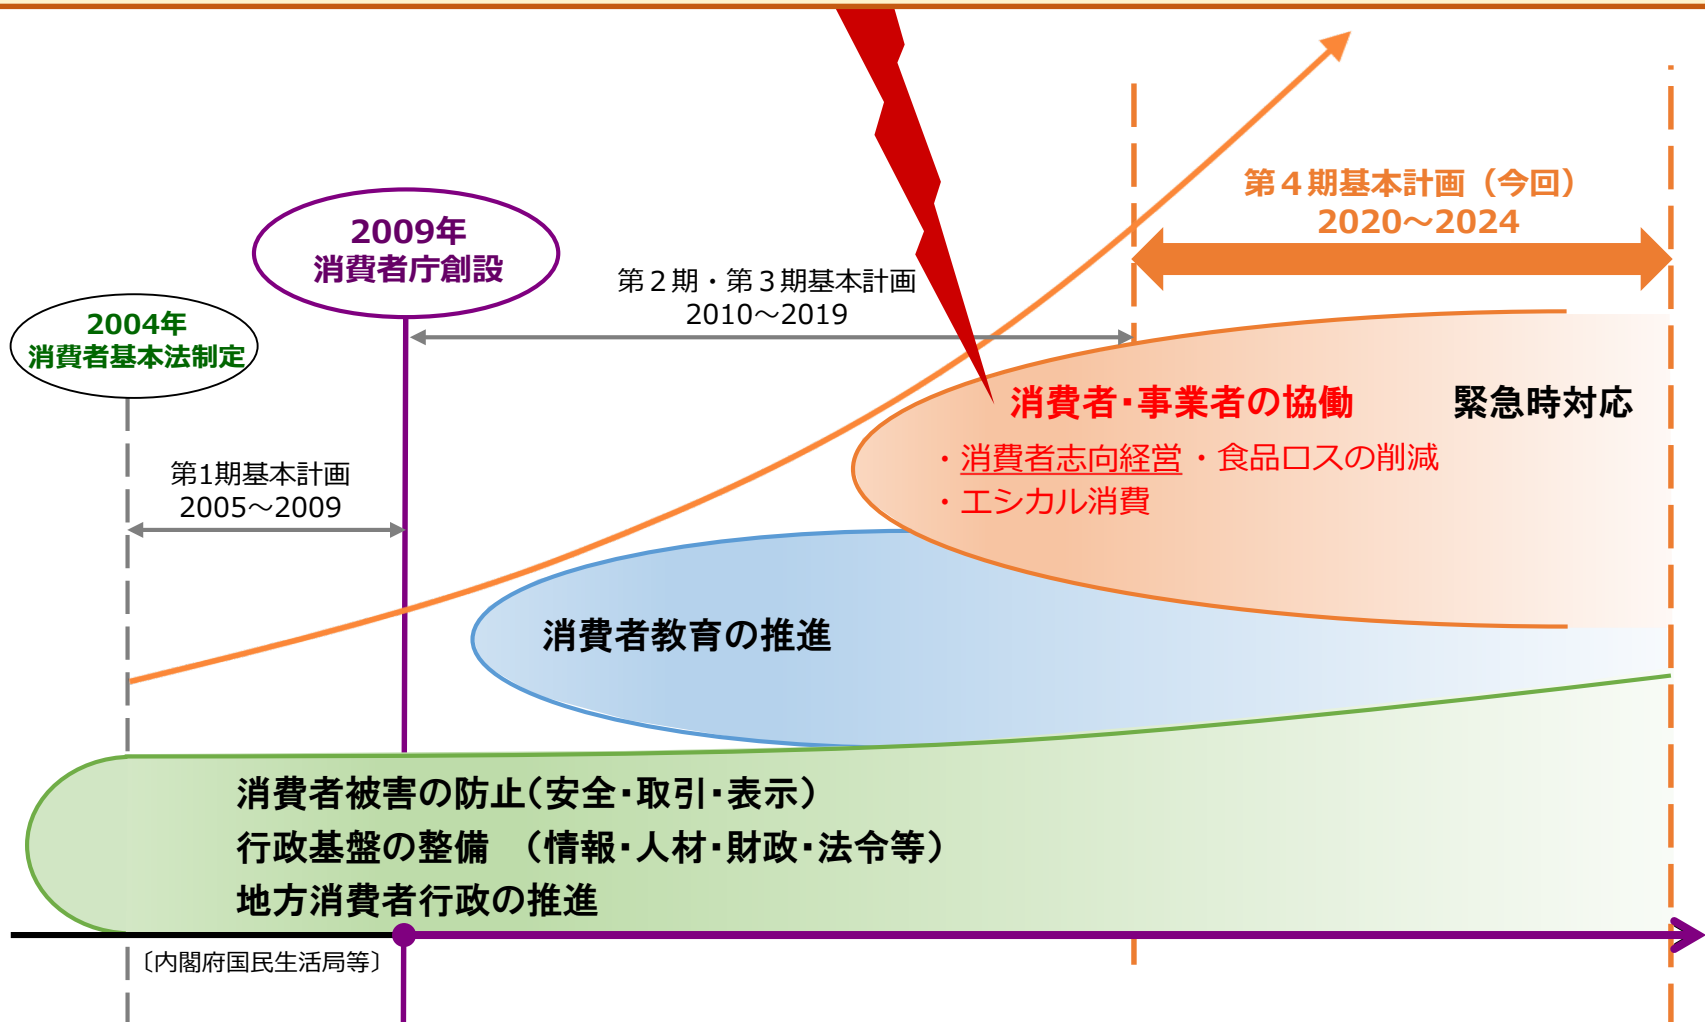 第４期基本計画（今回）
2020～2024
2009年
消費者庁創設
第２期・第３期基本計画
2010～2019
2004年
消費者基本法制定
消費者・事業者の協働
緊急時対応
・消費者志向経営・食品ロスの削減
・エシカル消費
第1期基本計画
2005～2009
消費者教育の推進
消費者被害の防止（安全・取引・表示）
行政基盤の整備　（情報・人材・財政・法令等）
地方消費者行政の推進
〔内閣府国民生活局等〕